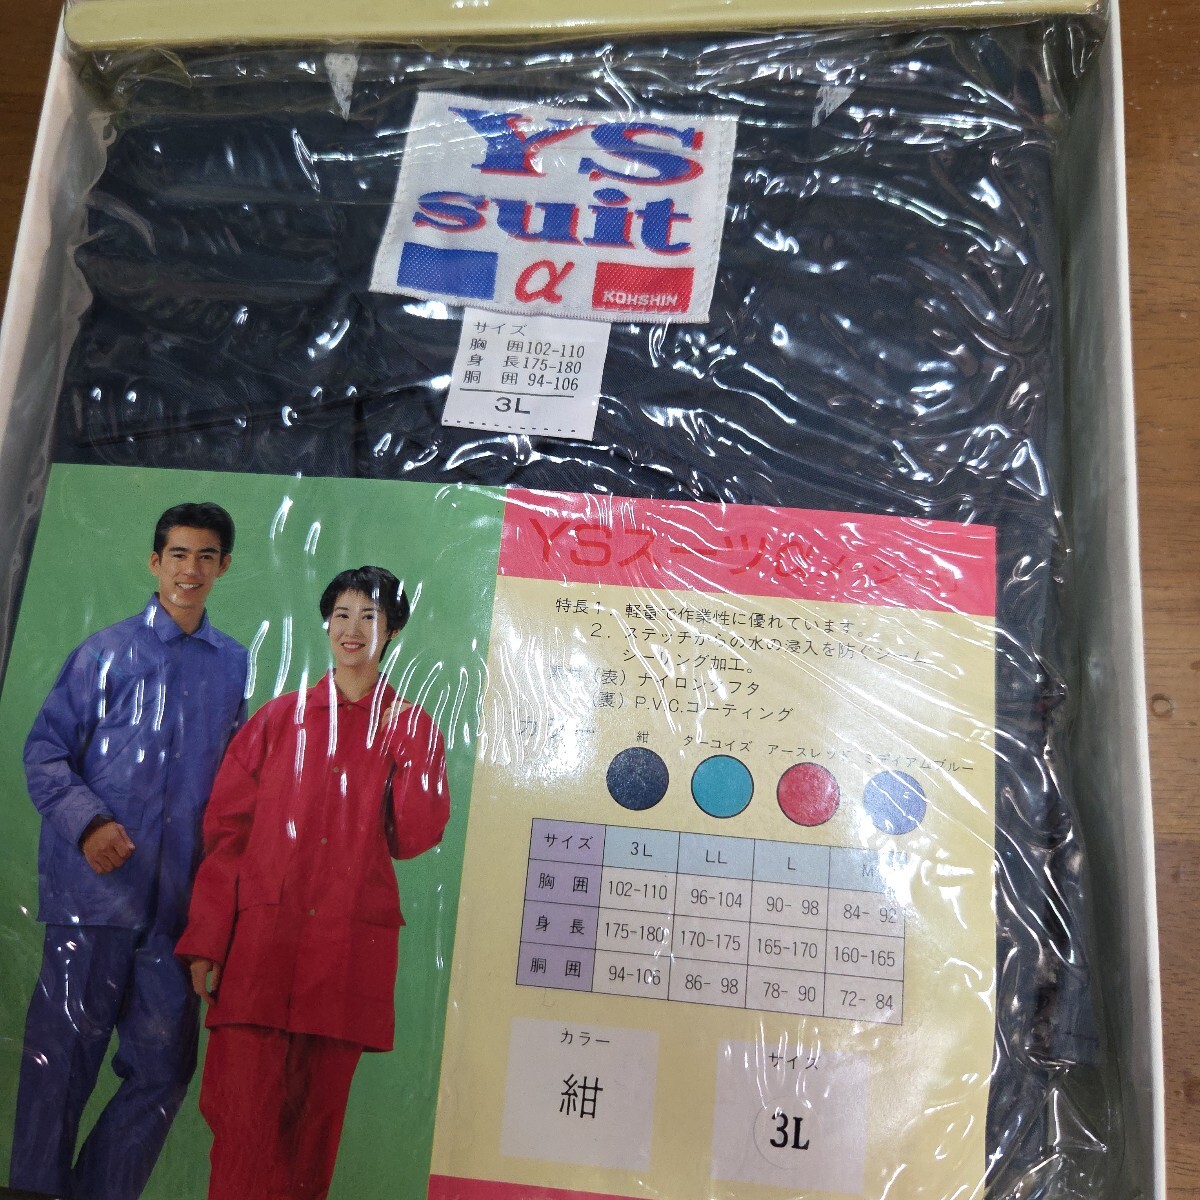 YS
suit
α KOHSHIN
サイズ
胸囲102-110
身長175-180
胴囲 94-106
3L
YSスーツα
特長1. 軽量で作業性に優れています。
2. ステッチからの水の浸入を防ぐシーム
シーリング加工。
素材（表）ナイロンタフタ
（裏）P.V.C.コーティング
カラー 紺 ターコイズ アースレッド ミディアムブルー
サイズ 3L LL L M
胸囲 102-110 96-104 90-98 84-92
身長 175-180 170-175 165-170 160-165
胴囲 94-106 86-98 78-90 72-84
カラー サイズ
紺 3L